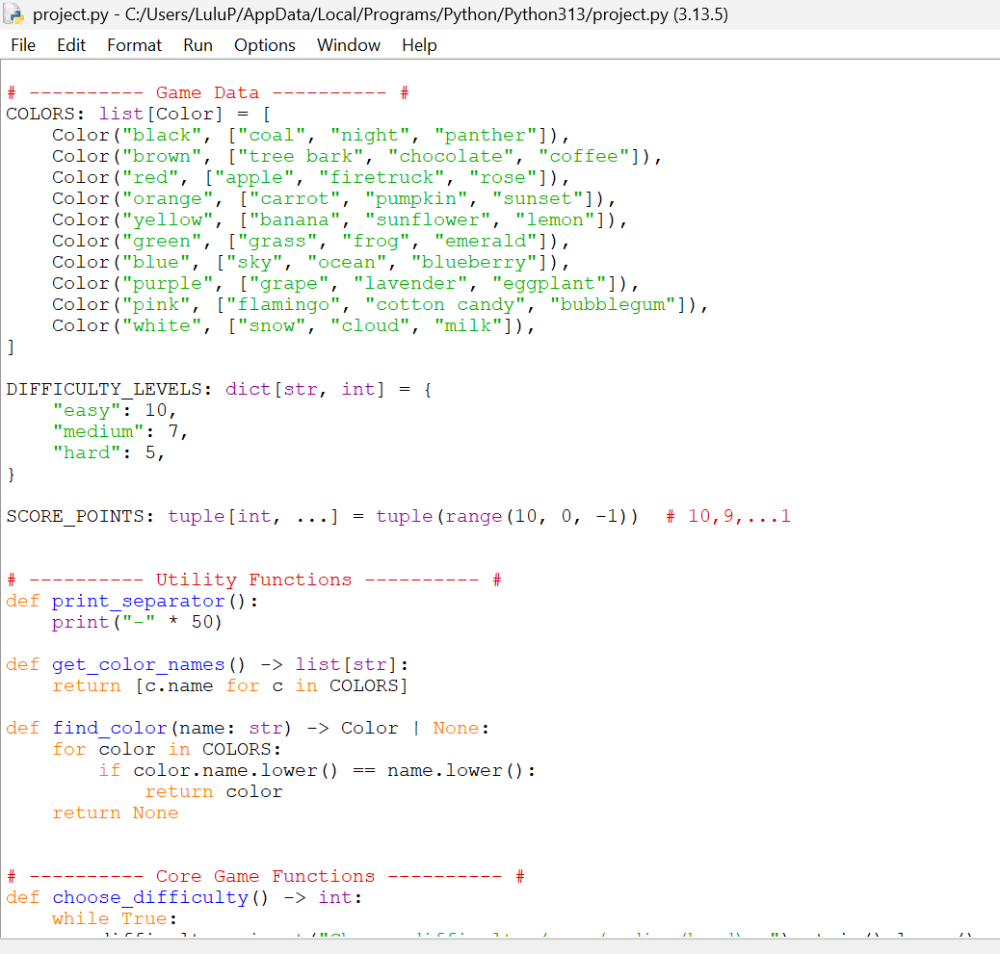 project.py - C:/Users/LuluP/AppData/Local/Programs/Python/Python313/project.py (3.13.5)
File Edit Format Run Options Window Help
# ---------- Game Data ---------- #
COLORS: list[Color] = [
    Color("black", ["coal", "night", "panther"]),
    Color("brown", ["tree bark", "chocolate", "coffee"]),
    Color("red", ["apple", "firetruck", "rose"]),
    Color("orange", ["carrot", "pumpkin", "sunset"]),
    Color("yellow", ["banana", "sunflower", "lemon"]),
    Color("green", ["grass", "frog", "emerald"]),
    Color("blue", ["sky", "ocean", "blueberry"]),
    Color("purple", ["grape", "lavender", "eggplant"]),
    Color("pink", ["flamingo", "cotton candy", "bubblegum"]),
    Color("white", ["snow", "cloud", "milk"]),
]
DIFFICULTY_LEVELS: dict[str, int] = {
    "easy": 10,
    "medium": 7,
    "hard": 5,
}
SCORE_POINTS: tuple[int, ...] = tuple(range(10, 0, -1))  # 10,9,...1
# ---------- Utility Functions ---------- #
def print_separator():
    print("-" * 50)
def get_color_names() -> list[str]:
    return [c.name for c in COLORS]
def find_color(name: str) -> Color | None:
    for color in COLORS:
        if color.name.lower() == name.lower():
            return color
    return None
# ---------- Core Game Functions ---------- #
def choose_difficulty() -> int:
    while True: